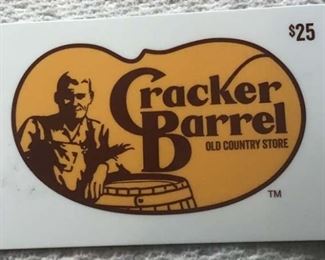 $25
Cracker
Barrel
OLD COUNTRY STORE
TM